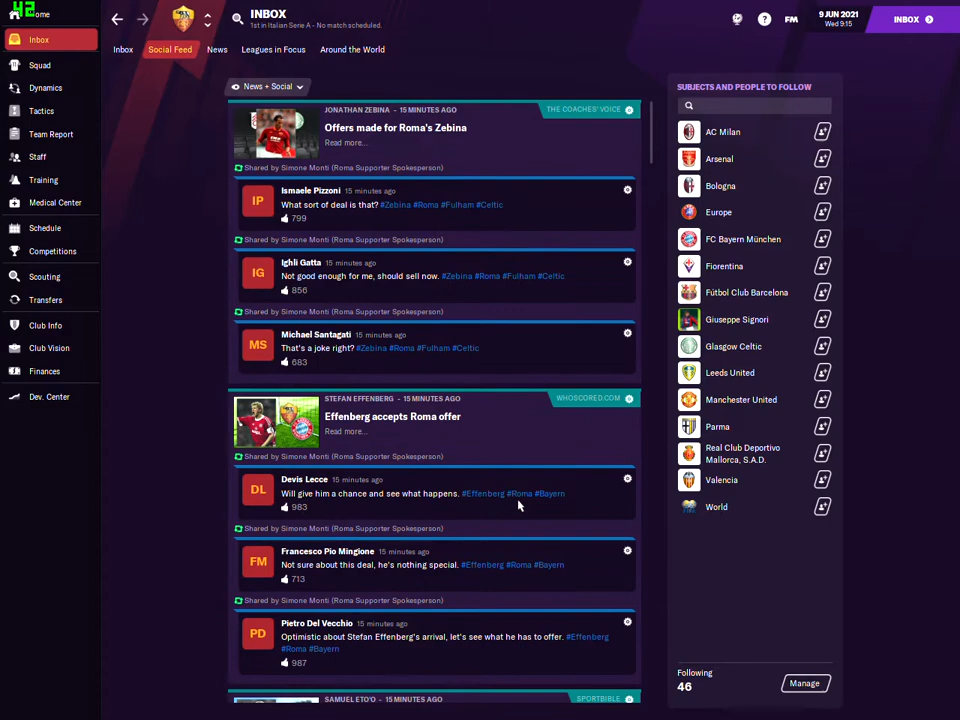 42
Home
INBOX
1st in Italian Serie A - No match scheduled.
FM
9 JUN 2021
Wed 9:15
INBOX
Inbox
Social Feed
News
Leagues in Focus
Around the World
Inbox
Squad
Dynamics
Tactics
Team Report
Staff
Training
Medical Center
Schedule
Competitions
Scouting
Transfers
Club Info
Club Vision
Finances
Dev. Center
News + Social
JONATHAN ZEBINA - 15 MINUTES AGO
THE COACHES' VOICE
Offers made for Roma's Zebina
Read more...
Shared by Simone Monti (Roma Supporter Spokesperson)
IP
Ismaele Pizzoni 15 minutes ago
What sort of deal is that? #Zebina #Roma #Fulham #Celtic
799
Shared by Simone Monti (Roma Supporter Spokesperson)
IG
Ighli Gatta 15 minutes ago
Not good enough for me, should sell now. #Zebina #Roma #Fulham #Celtic
856
Shared by Simone Monti (Roma Supporter Spokesperson)
MS
Michael Santagati 15 minutes ago
That's a joke right? #Zebina #Roma #Fulham #Celtic
683
STEFAN EFFENBERG - 15 MINUTES AGO
WHOSCORED.COM
Effenberg accepts Roma offer
Read more...
Shared by Simone Monti (Roma Supporter Spokesperson)
DL
Devis Lecce 15 minutes ago
Will give him a chance and see what happens. #Effenberg #Roma #Bayern
983
Shared by Simone Monti (Roma Supporter Spokesperson)
FM
Francesco Pio Mingione 15 minutes ago
Not sure about this deal, he's nothing special. #Effenberg #Roma #Bayern
713
Shared by Simone Monti (Roma Supporter Spokesperson)
PD
Pietro Del Vecchio 15 minutes ago
Optimistic about Stefan Effenberg's arrival, let's see what he has to offer. #Effenberg
#Roma #Bayern
987
SAMUEL ETO'O - 15 MINUTES AGO
SPORTBIBLE
SUBJECTS AND PEOPLE TO FOLLOW
AC Milan
Arsenal
Bologna
Europe
FC Bayern München
Fiorentina
Fútbol Club Barcelona
Giuseppe Signori
Glasgow Celtic
Leeds United
Manchester United
Parma
Real Club Deportivo
Mallorca, S.A.D.
Valencia
World
Following
46
Manage